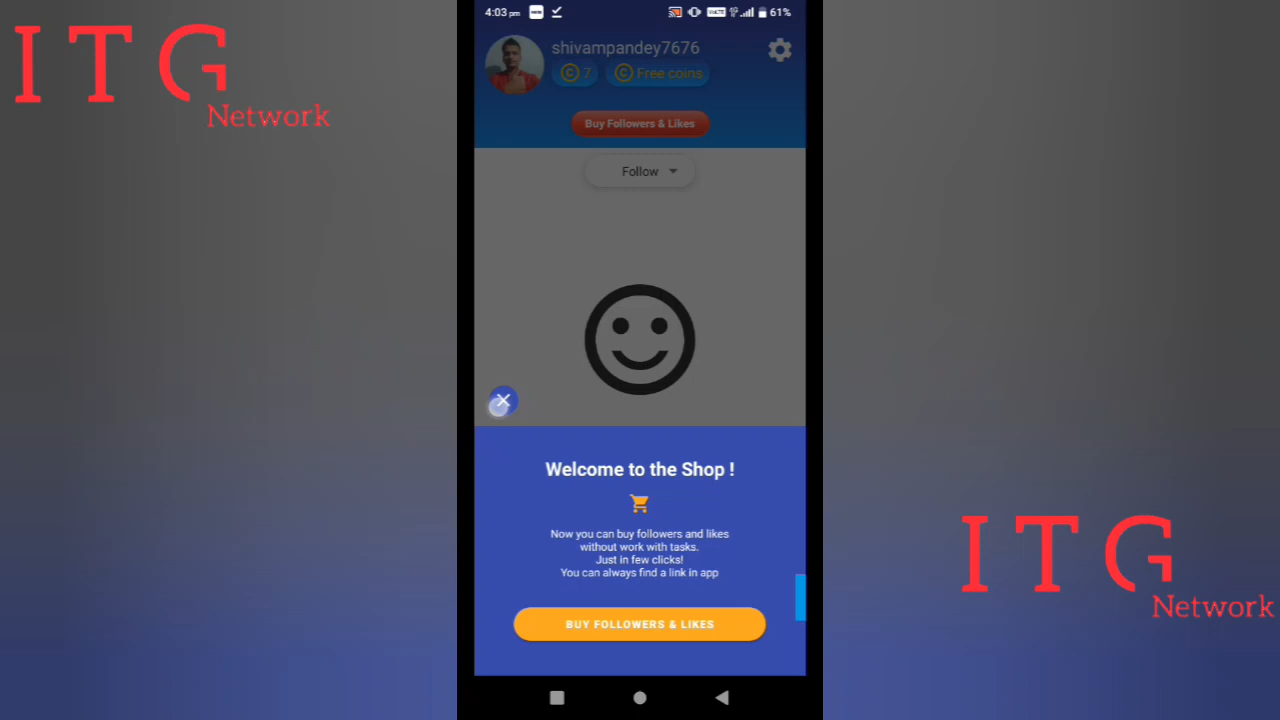 I T G
Network
4:03 pm
61%
shivampandey7676
7
Free coins
Buy Followers & Likes
Follow
Welcome to the Shop !
Now you can buy followers and likes
without work with tasks.
Just in few clicks!
You can always find a link in app
BUY FOLLOWERS & LIKES
I T G
Network